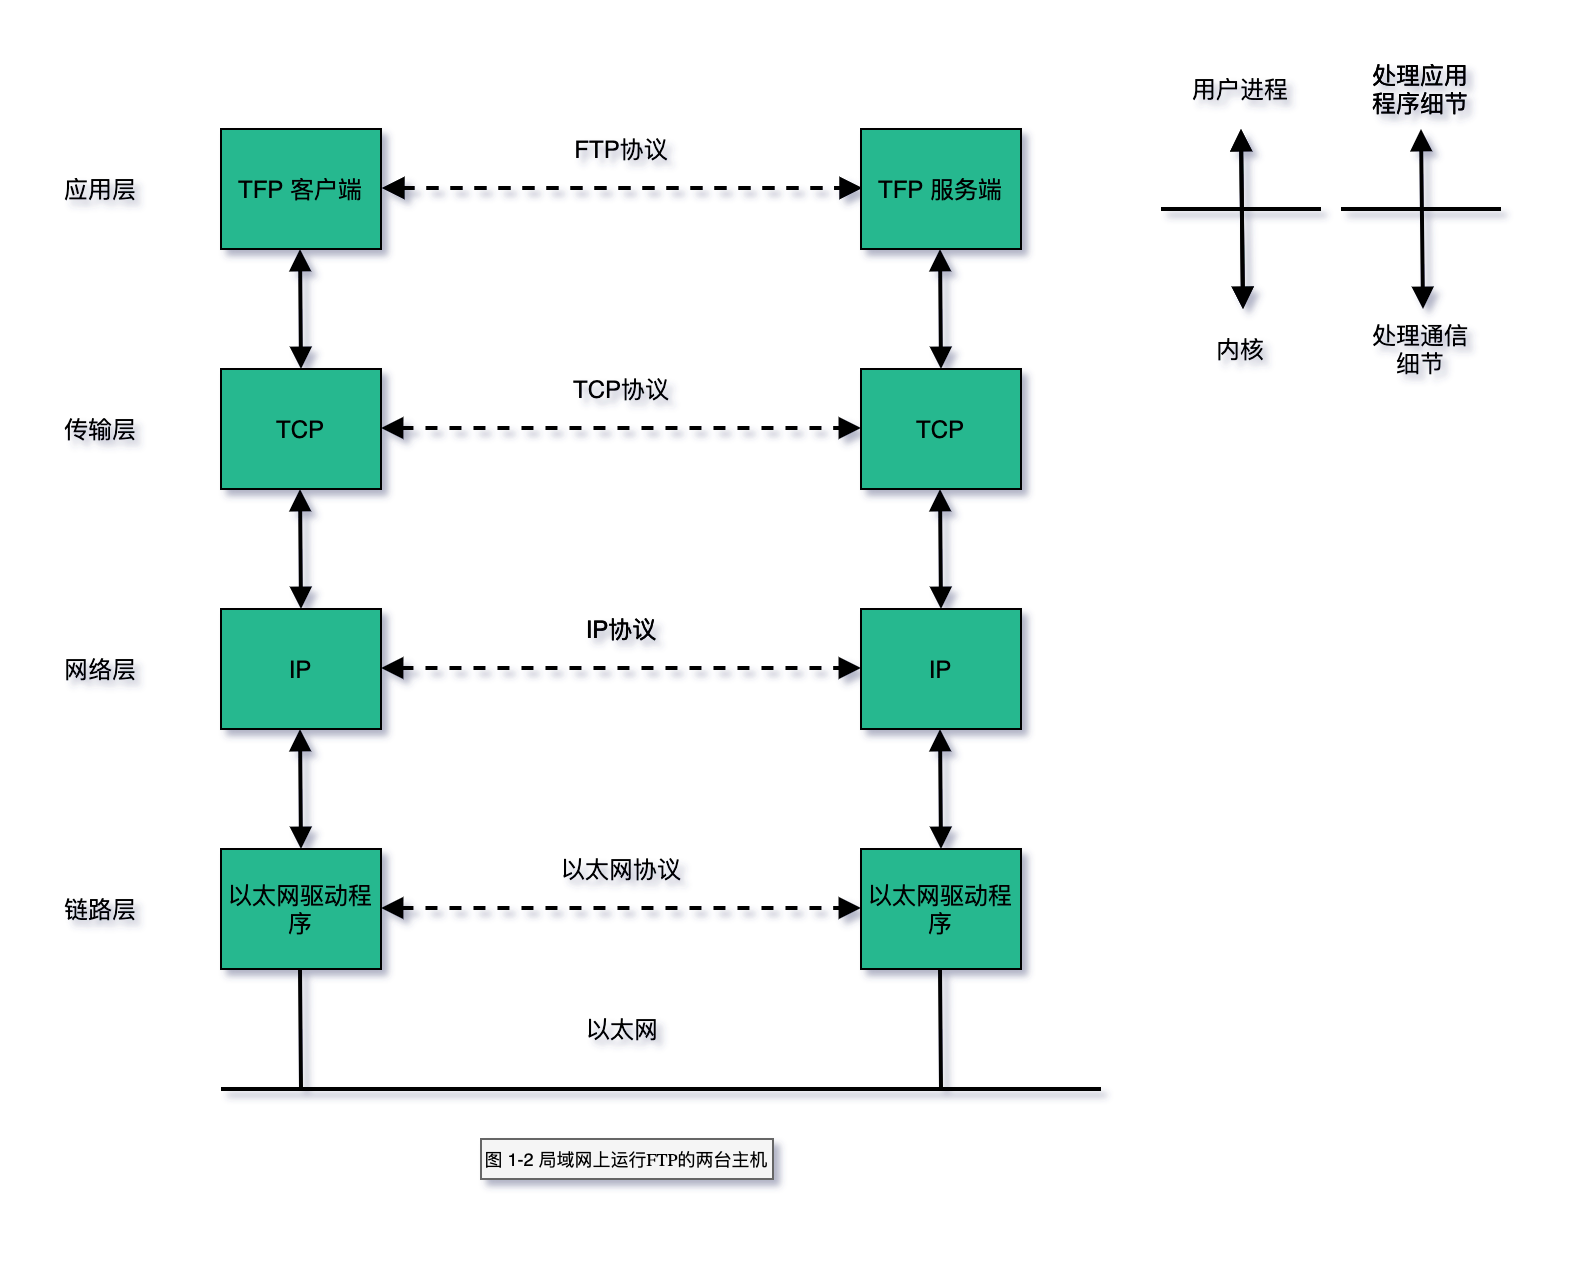 用户进程
处理应用
程序细节
FTP协议
应用层
TFP 客户端
TFP 服务端
内核
处理通信
细节
TCP协议
传输层
TCP
TCP
IP协议
网络层
IP
IP
以太网协议
链路层
以太网驱动程
序
以太网驱动程
序
以太网
图 1-2 局域网上运行FTP的两台主机